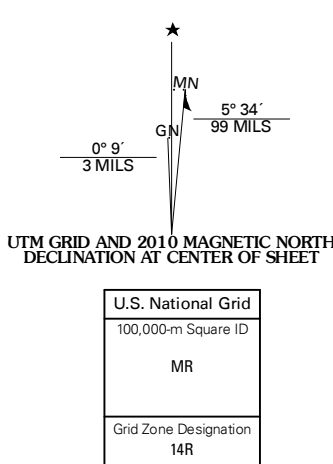 MN
5° 34´
99 MILS
GN
0° 9´
3 MILS
UTM GRID AND 2010 MAGNETIC NORTH
DECLINATION AT CENTER OF SHEET
U.S. National Grid
100,000-m Square ID
MR
Grid Zone Designation
14R